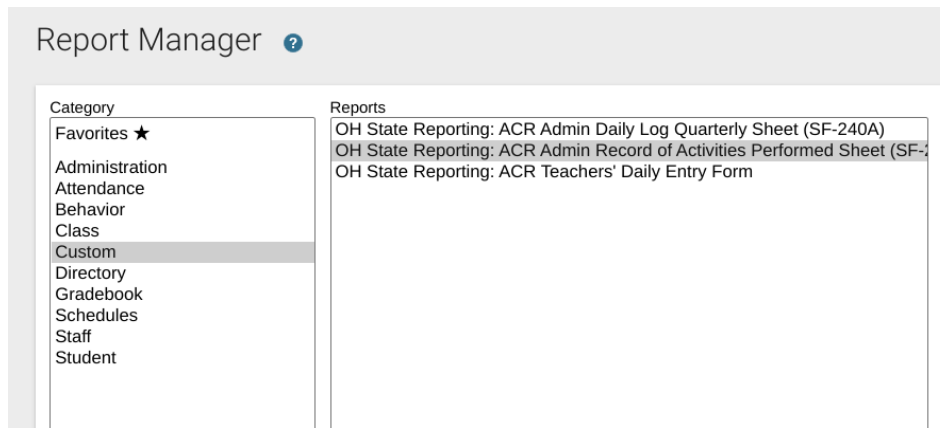 Report Manager ?
Category
Favorites ★
Administration
Attendance
Behavior
Class
Custom
Directory
Gradebook
Schedules
Staff
Student
Reports
OH State Reporting: ACR Admin Daily Log Quarterly Sheet (SF-240A)
OH State Reporting: ACR Admin Record of Activities Performed Sheet (SF-
OH State Reporting: ACR Teachers' Daily Entry Form